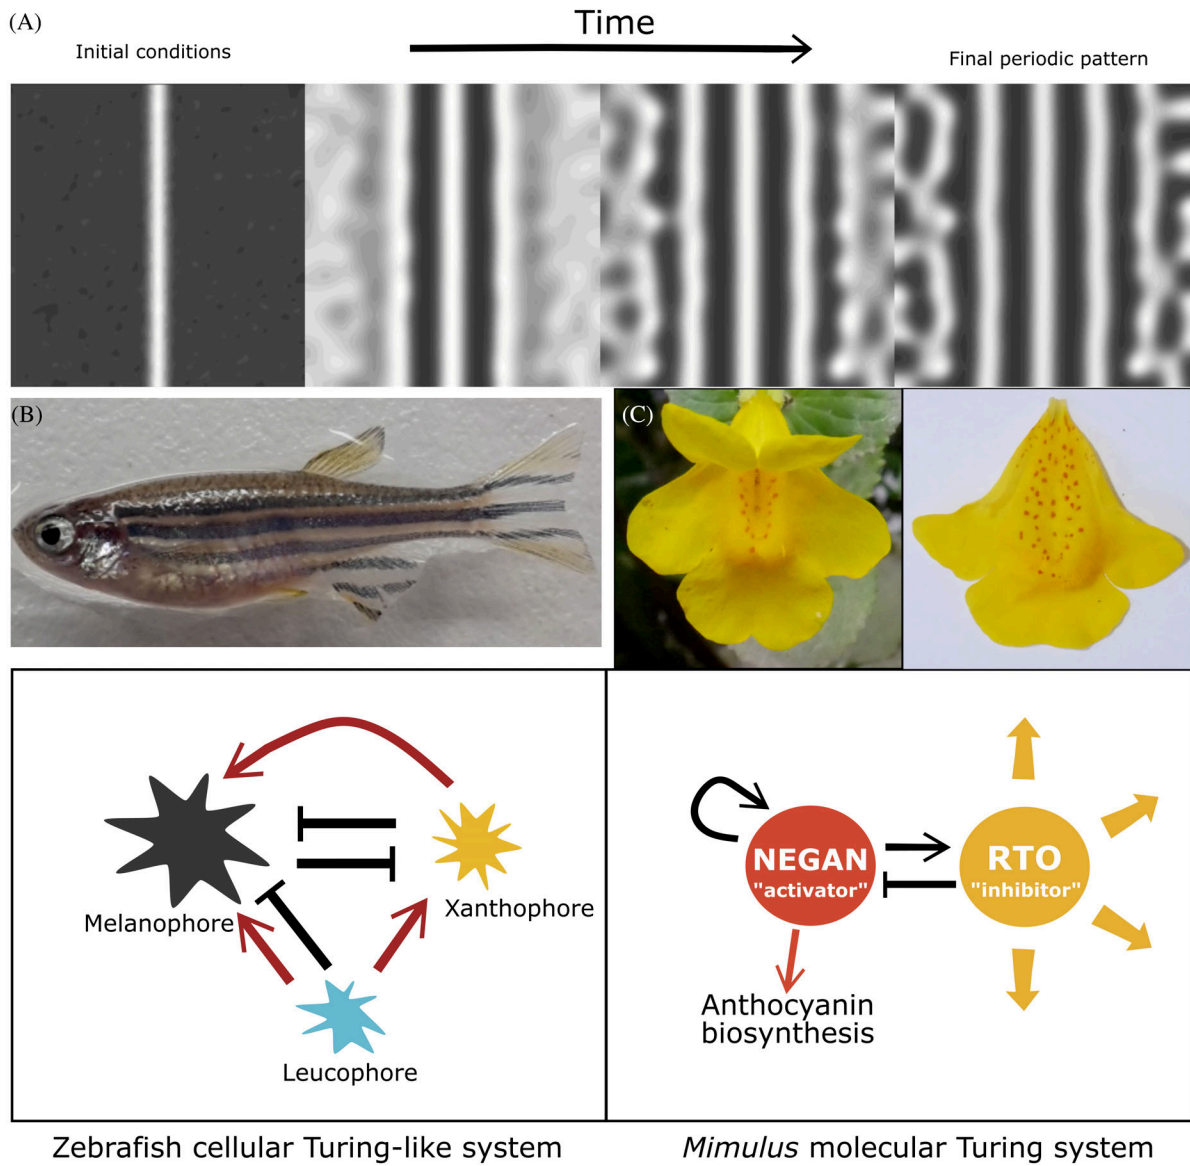 (A)
Time
Initial conditions
Final periodic pattern
(B)
(C)
Melanophore
Xanthophore
Leucophore
NEGAN
"activator"
RTO
"inhibitor"
Anthocyanin
biosynthesis
Zebrafish cellular Turing-like system
Mimulus molecular Turing system